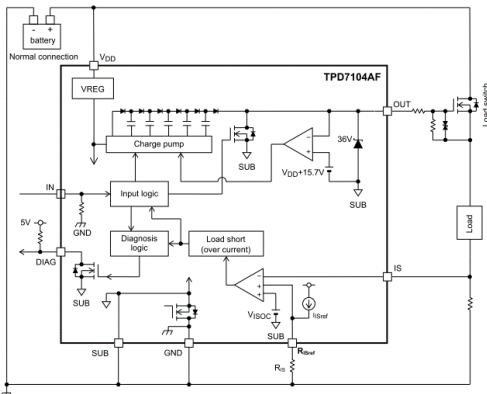 - +
battery
Normal connection
VDD
TPD7104AF
VREG
OUT
Load switch
Charge pump
36V
SUB
VDD+15.7V
SUB
IN
Input logic
GND
5V
Load
Diagnosis
logic
Load short
(over current)
DIAG
IS
SUB
VISOC
IISref
SUB
SUB
GND
RISref
RIS